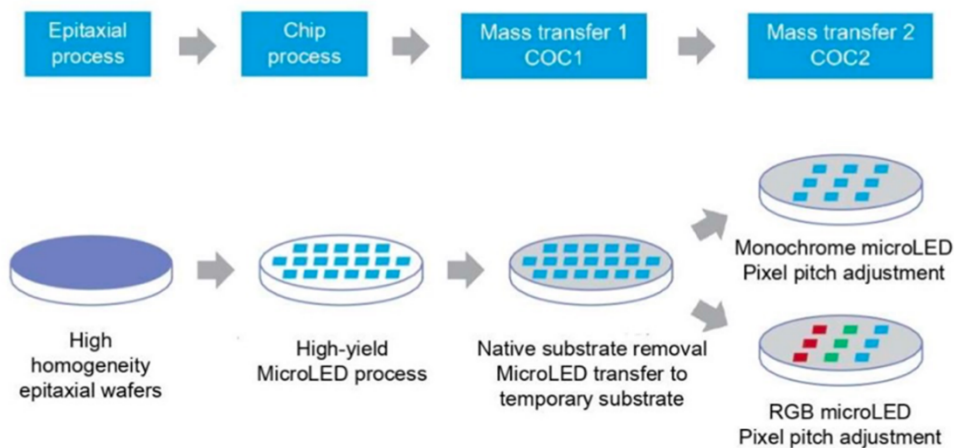 Epitaxial
process
Chip
process
Mass transfer 1
COC1
Mass transfer 2
COC2
High
homogeneity
epitaxial wafers
High-yield
MicroLED process
Native substrate removal
MicroLED transfer to
temporary substrate
Monochrome microLED
Pixel pitch adjustment
RGB microLED
Pixel pitch adjustment